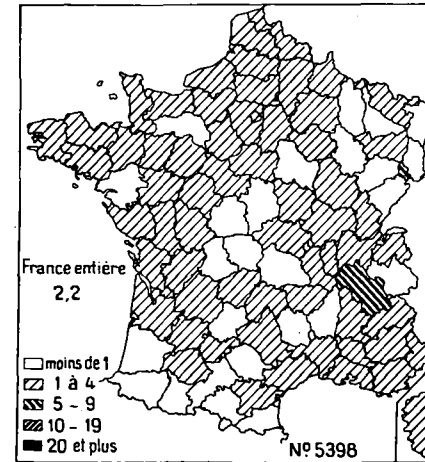 France entière
2,2
moins de 1
1 à 4
5 - 9
10 - 19
20 et plus
Nº 5398